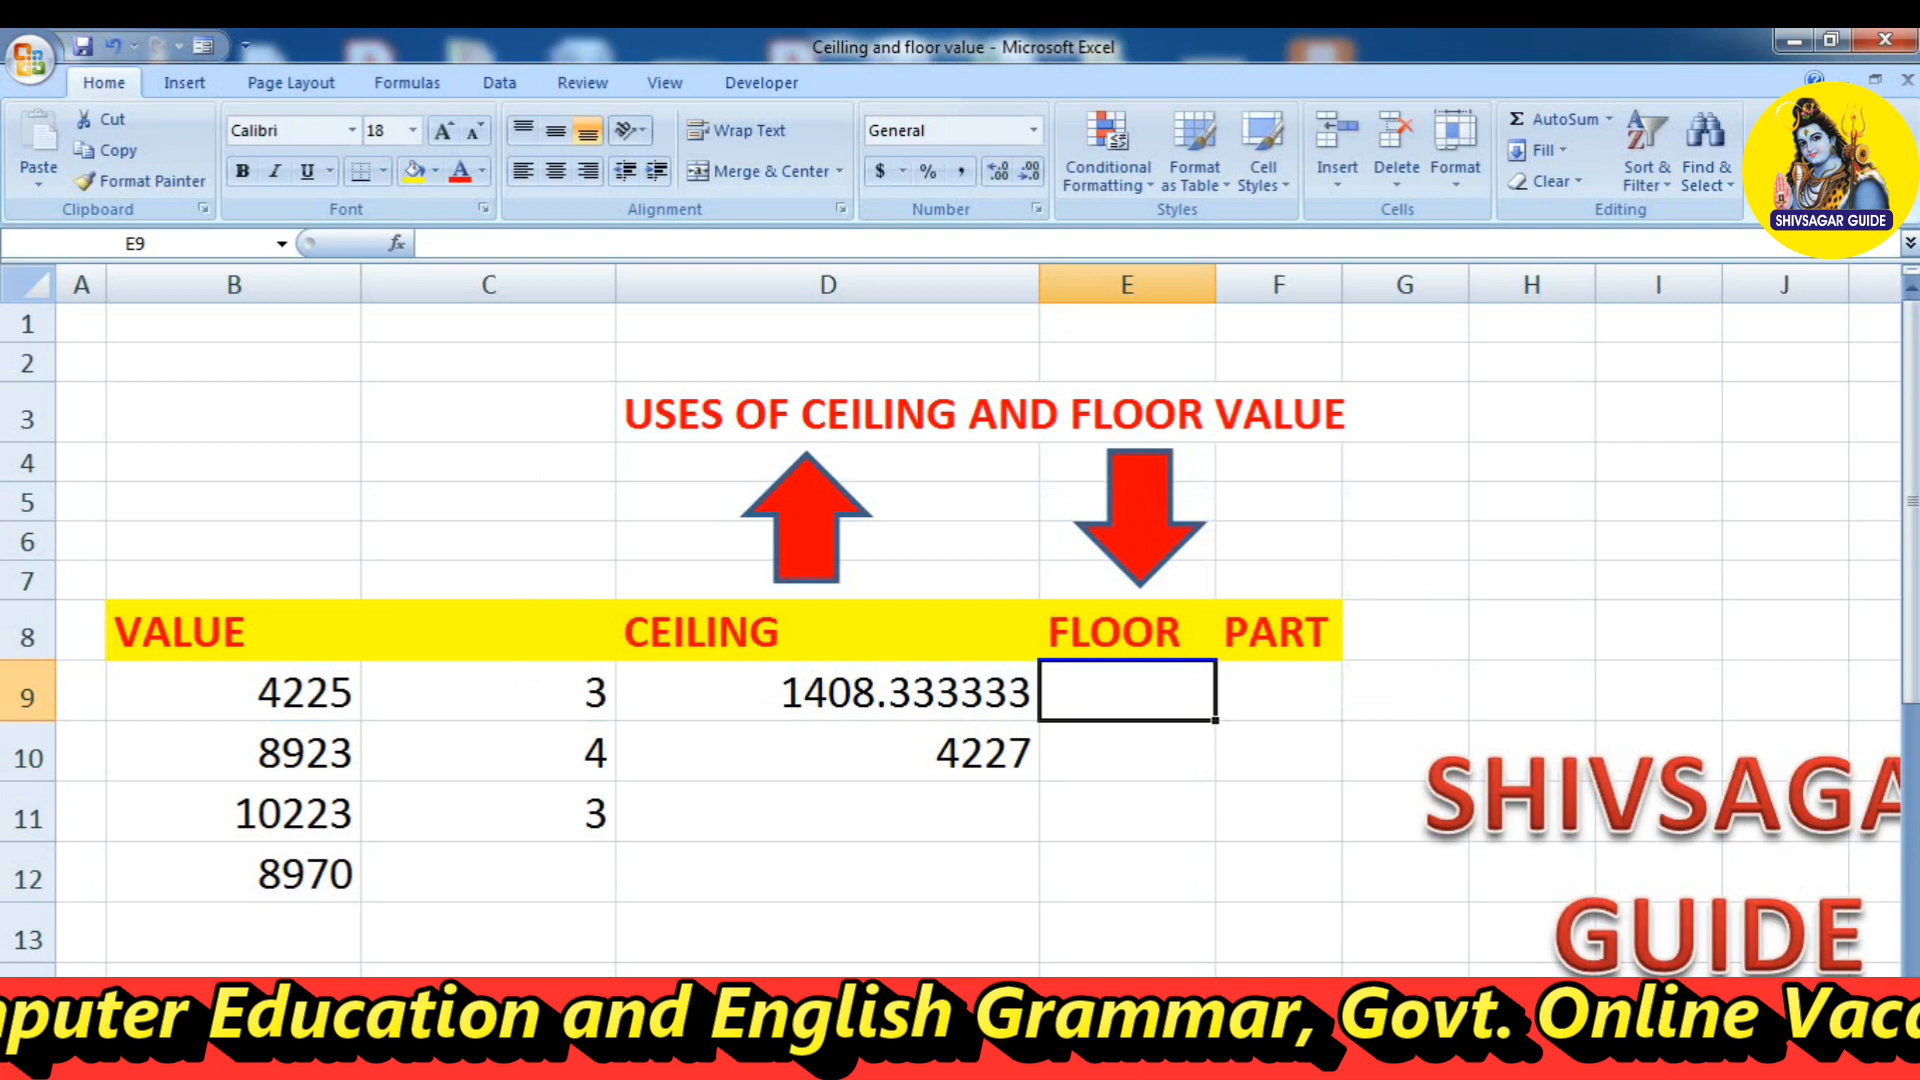 Ceilling and floor value - Microsoft Excel
Home Insert Page Layout Formulas Data Review View Developer
Paste
Cut
Copy
Format Painter
Clipboard
Calibri 18
B I U
Font
Wrap Text
Merge & Center
Alignment
General
$ % ,
Number
Conditional Formatting
Format as Table
Cell Styles
Styles
Insert Delete Format
Cells
Σ AutoSum
Fill
Clear
Sort & Filter
Find & Select
Editing
SHIVSAGAR GUIDE
E9 fx
A B C D E F G H I J
1
2
3 USES OF CEILING AND FLOOR VALUE
4
5
6
7
8 VALUE CEILING FLOOR PART
9 4225 3 1408.333333
10 8923 4 4227
11 10223 3
12 8970
13
SHIVSAGA
GUIDE
mputer Education and English Grammar, Govt. Online Vaca